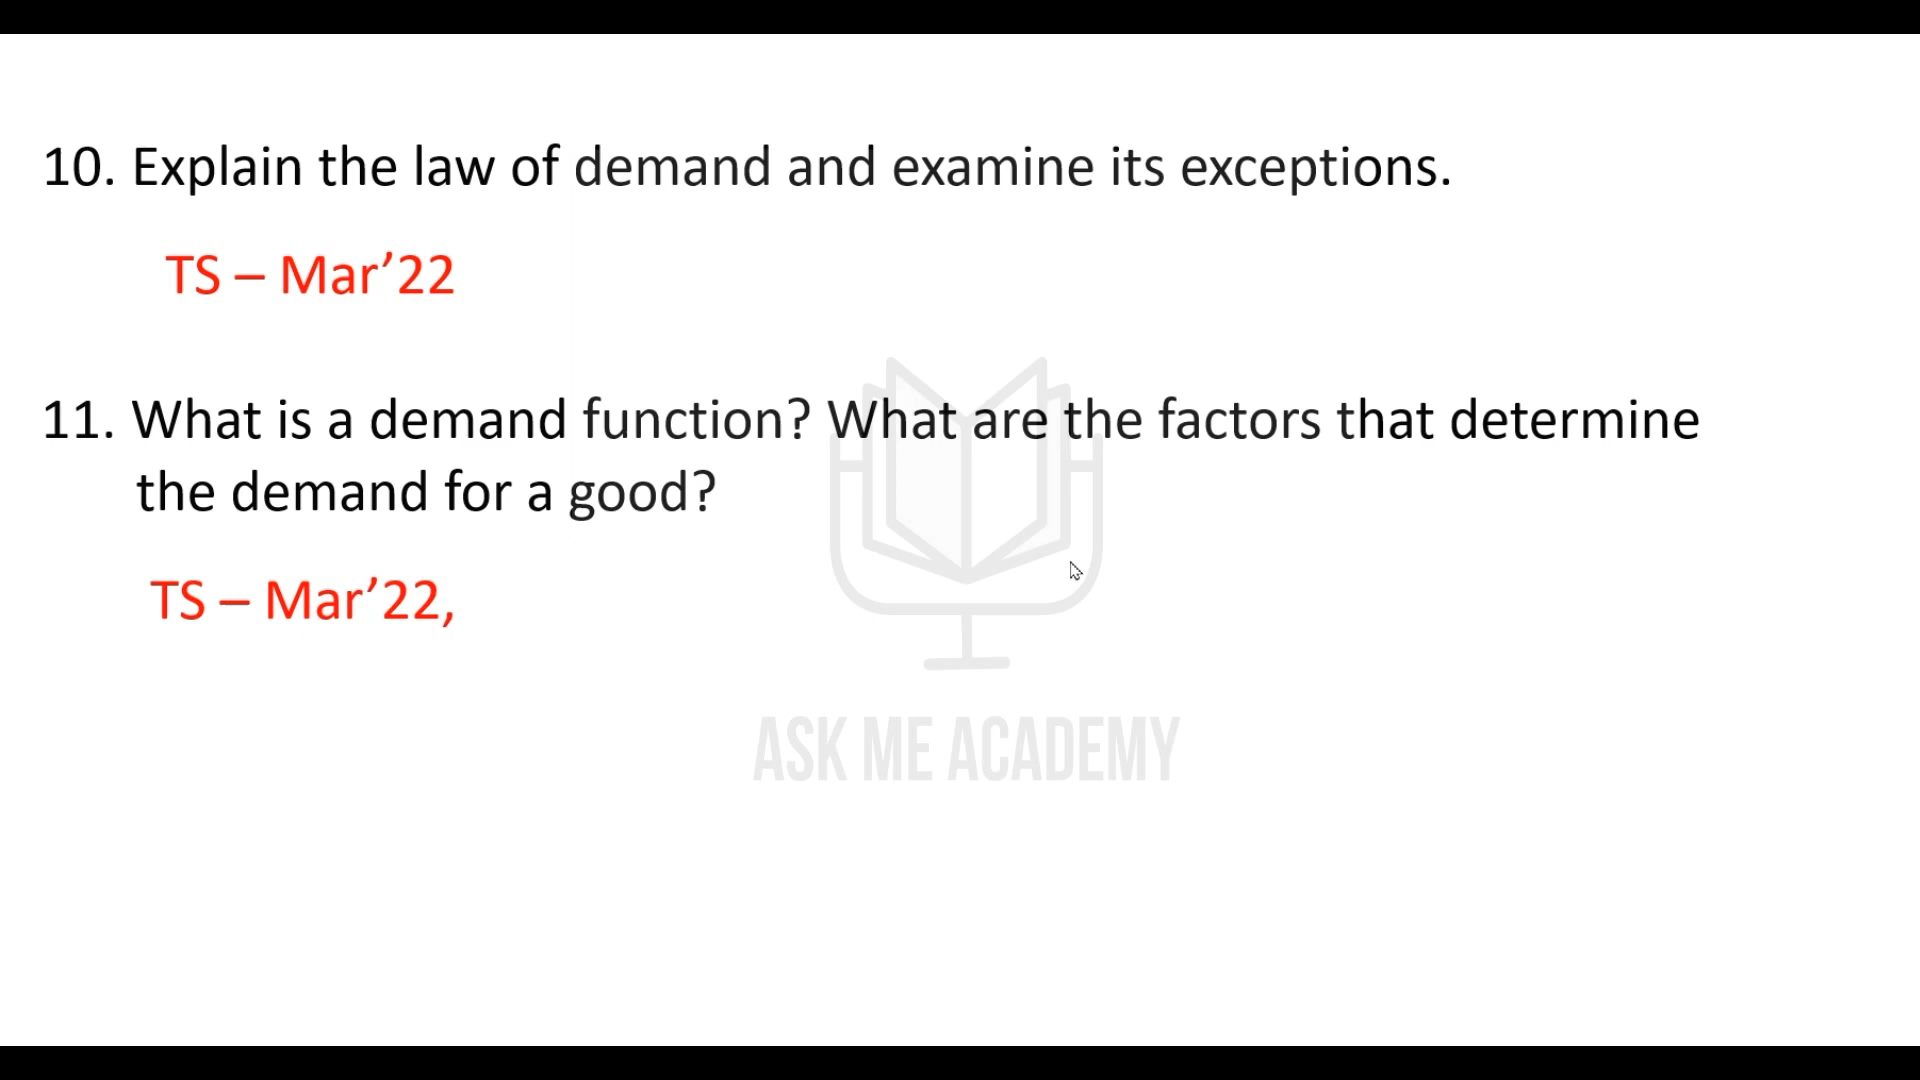 10. Explain the law of demand and examine its exceptions.
TS – Mar’22
11. What is a demand function? What are the factors that determine
the demand for a good?
TS – Mar’22,
ASK ME ACADEMY